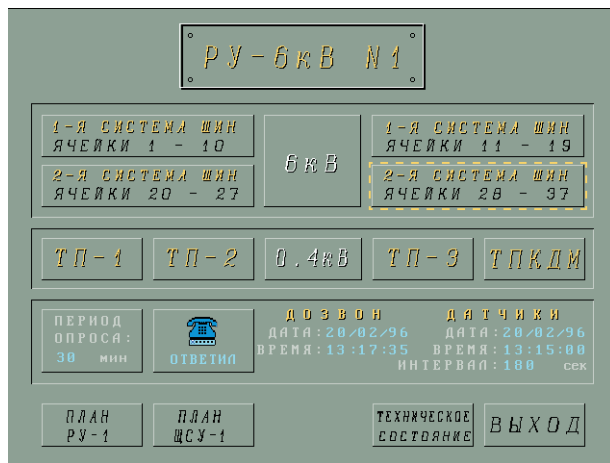 РУ-6кВ N1
1-Я СИСТЕМА ШИН
ЯЧЕЙКИ 1 - 10
6кВ
1-Я СИСТЕМА ШИН
ЯЧЕЙКИ 11 - 19
2-Я СИСТЕМА ШИН
ЯЧЕЙКИ 20 - 27
2-Я СИСТЕМА ШИН
ЯЧЕЙКИ 28 - 37
ТП-1
ТП-2
0.4кВ
ТП-3
ТПКДМ
ПЕРИОД
ОПРОСА:
30 мин
ОТВЕТИЛ
ДОЗВОН
ДАТА:20/02/96
ВРЕМЯ:13:17:35
ДАТЧИКИ
ДАТА:20/02/96
ВРЕМЯ:13:15:00
ИНТЕРВАЛ:180 сек
ПЛАН
РУ-1
ПЛАН
ЩСУ-1
ТЕХНИЧЕСКОЕ
СОСТОЯНИЕ
ВЫХОД